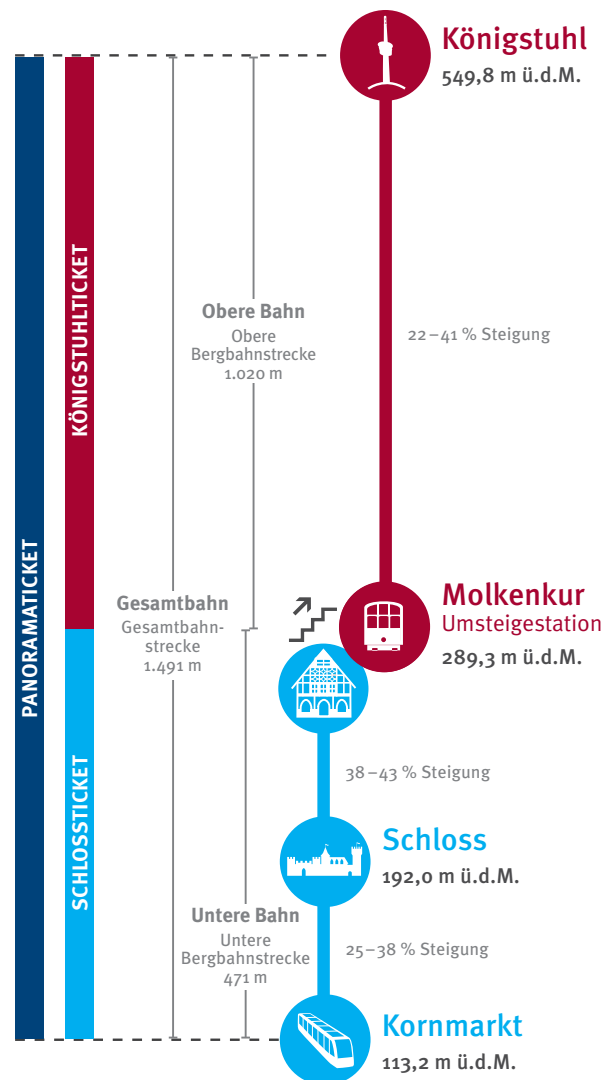 Königstuhl
549,8 m ü.d.M.
PANORAMATICKET
KÖNIGSTUHLTICKET
Obere Bahn
Obere
Bergbahnstrecke
1.020 m
22–41 % Steigung
Gesamtbahn
Gesamtbahn-
strecke
1.491 m
Molkenkur
Umsteigestation
289,3 m ü.d.M.
SCHLOSSTICKET
38–43 % Steigung
Schloss
192,0 m ü.d.M.
Untere Bahn
Untere
Bergbahnstrecke
471 m
25–38 % Steigung
Kornmarkt
113,2 m ü.d.M.